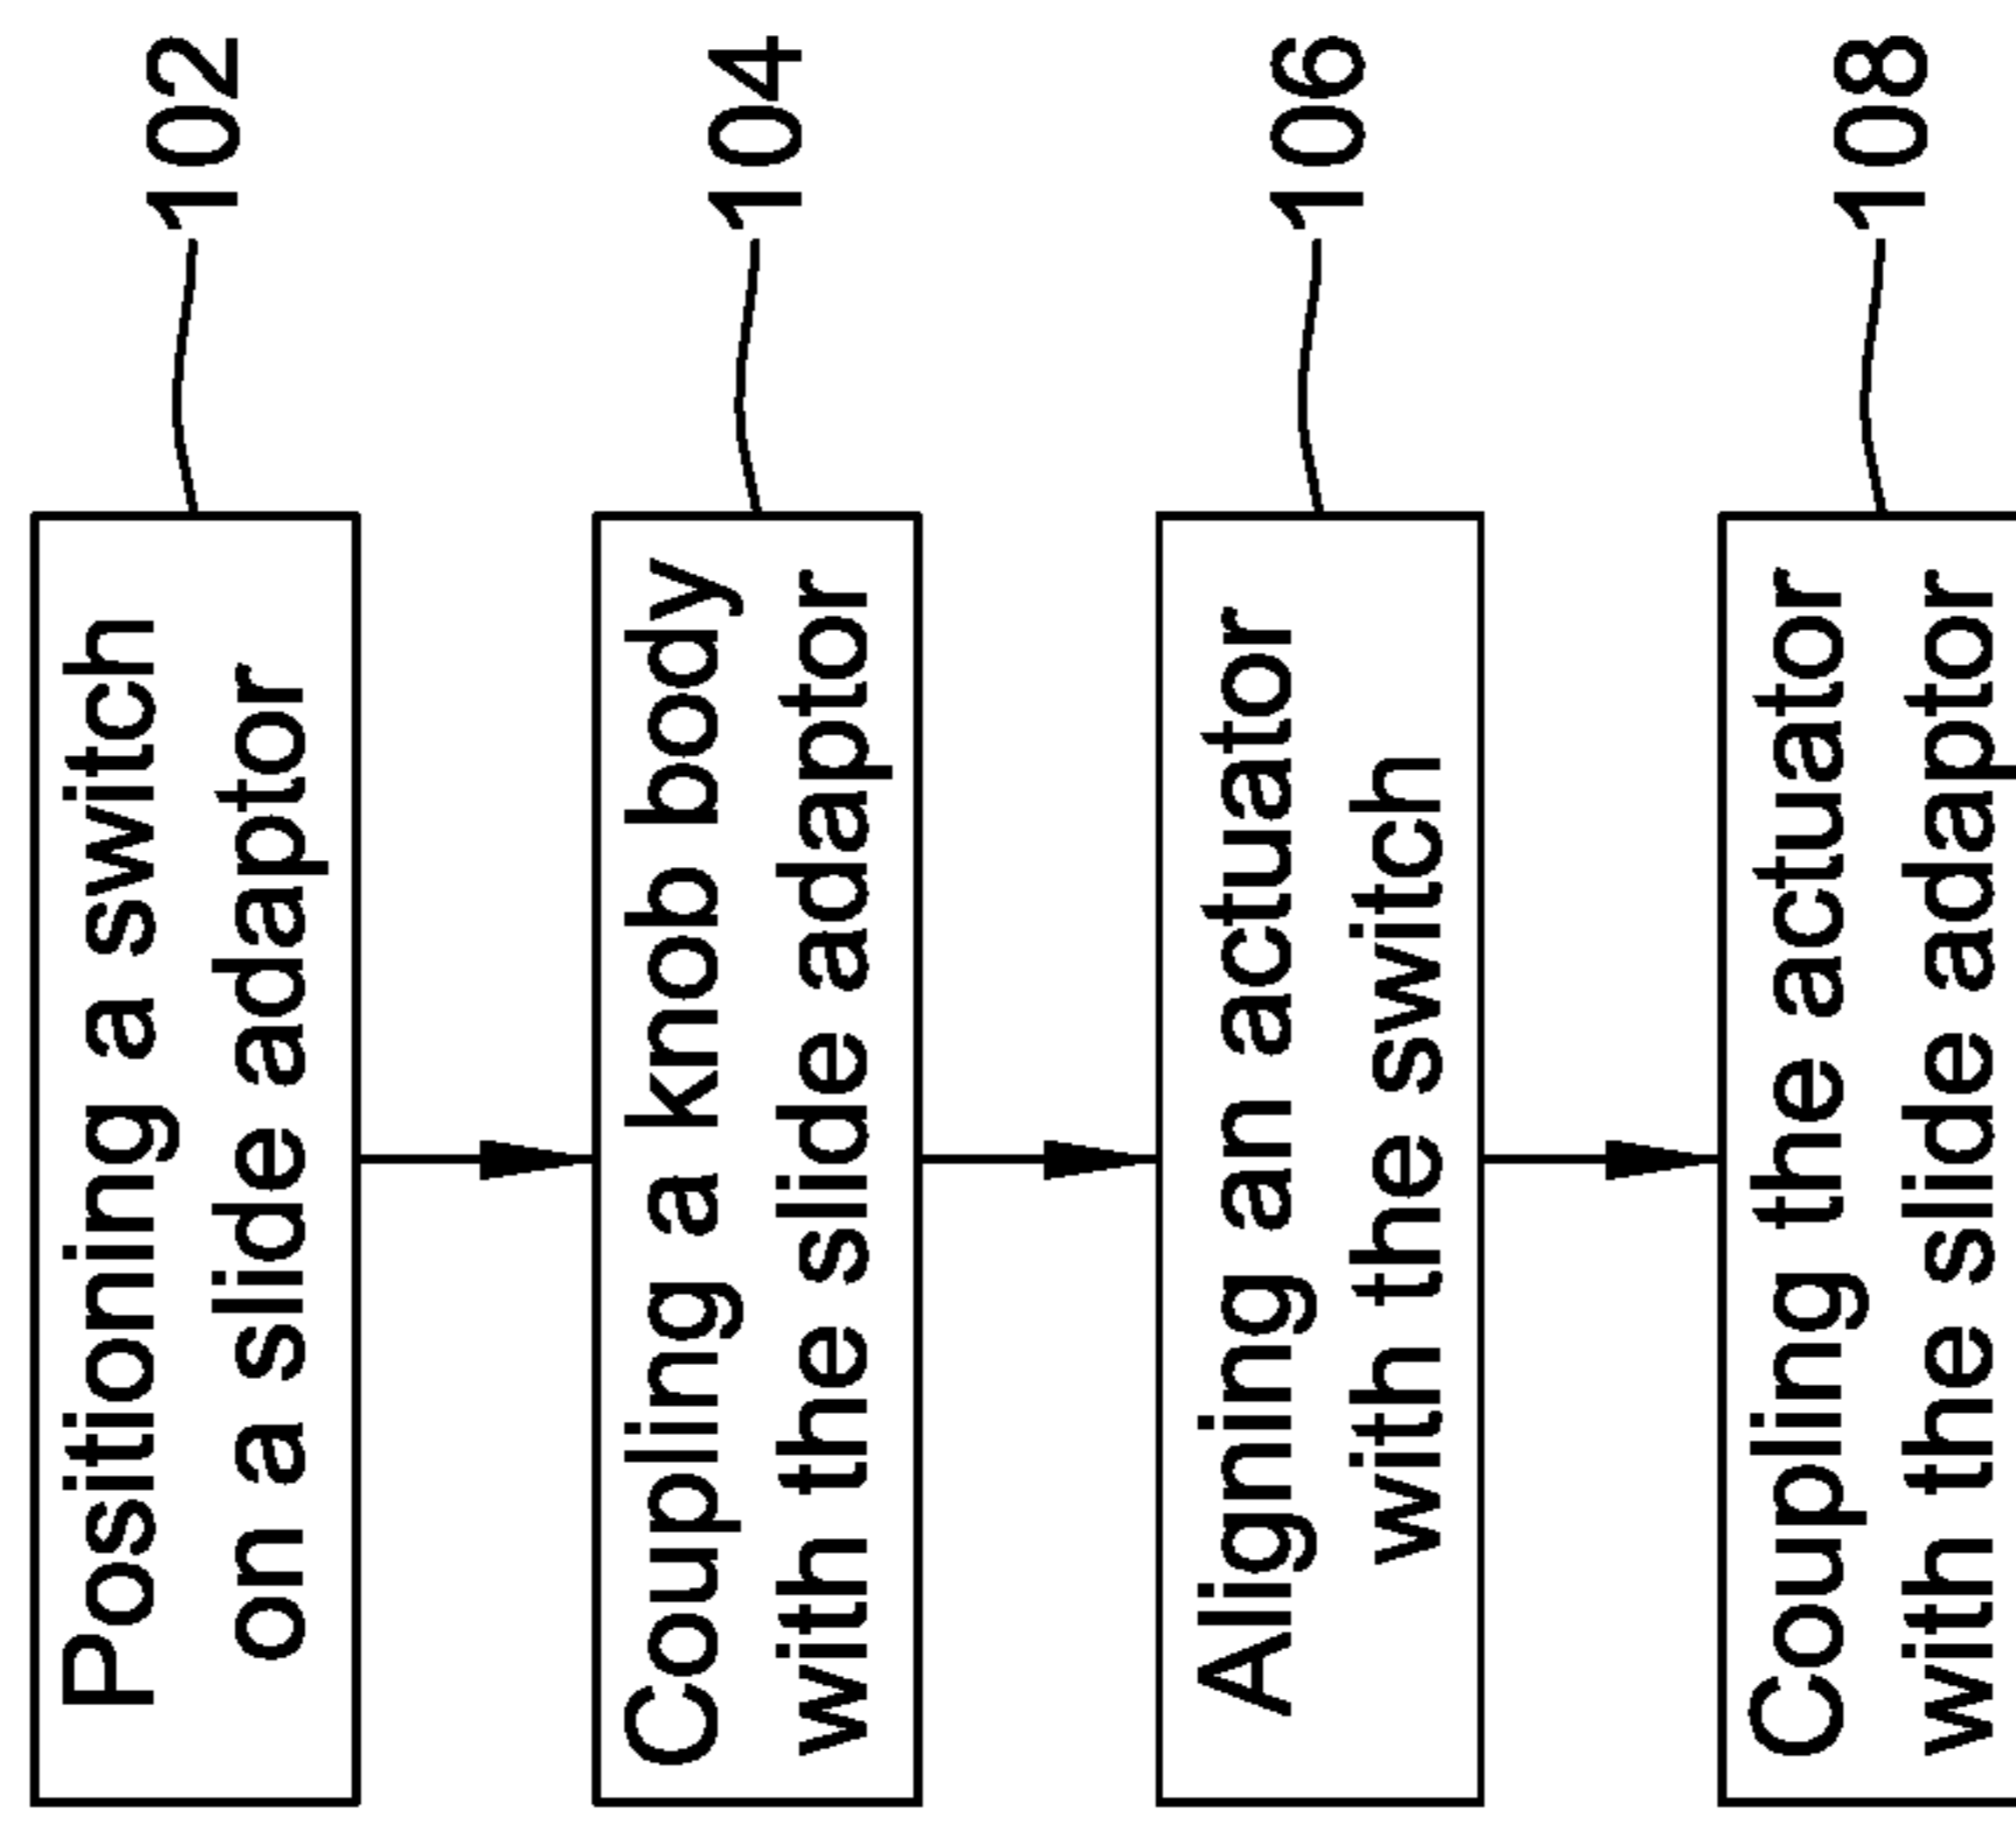 Positioning a switch
on a slide adaptor
102
Coupling a knob body
with the slide adaptor
104
Aligning an actuator
with the switch
106
Coupling the actuator
with the slide adaptor
108